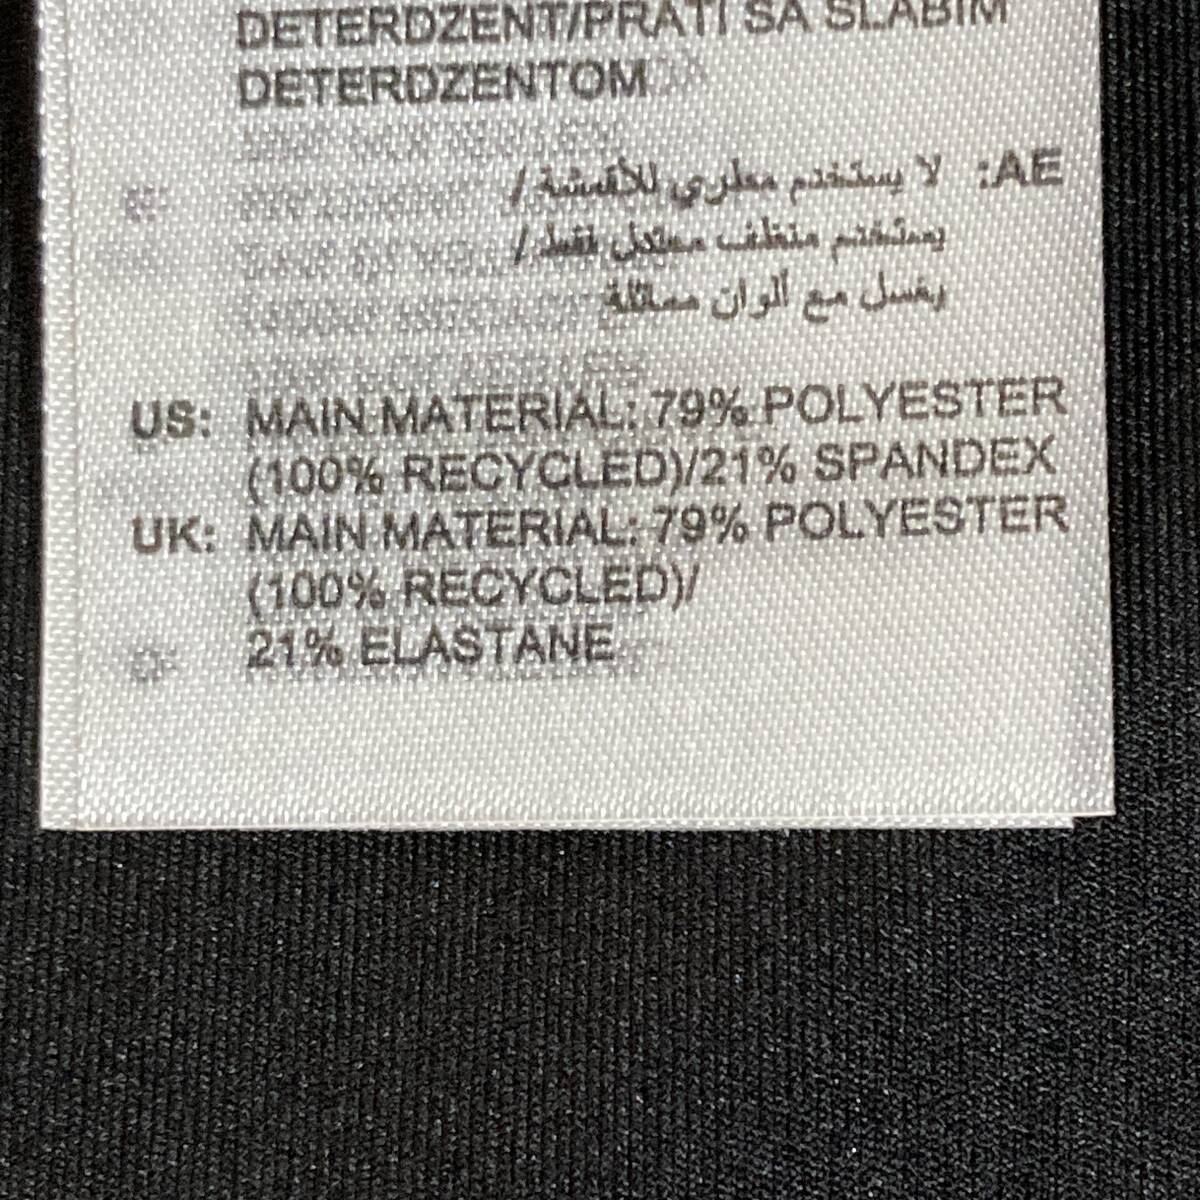 DETERDZENT/PRATI SA SLABIM
DETERDZENTOM
AE: لا يستخدم مطري للأقمشة/
يستخدم منظف معتدل فقط/
يغسل مع ألوان مماثلة
US: MAIN MATERIAL: 79% POLYESTER
(100% RECYCLED)/21% SPANDEX
UK: MAIN MATERIAL: 79% POLYESTER
(100% RECYCLED)/
21% ELASTANE